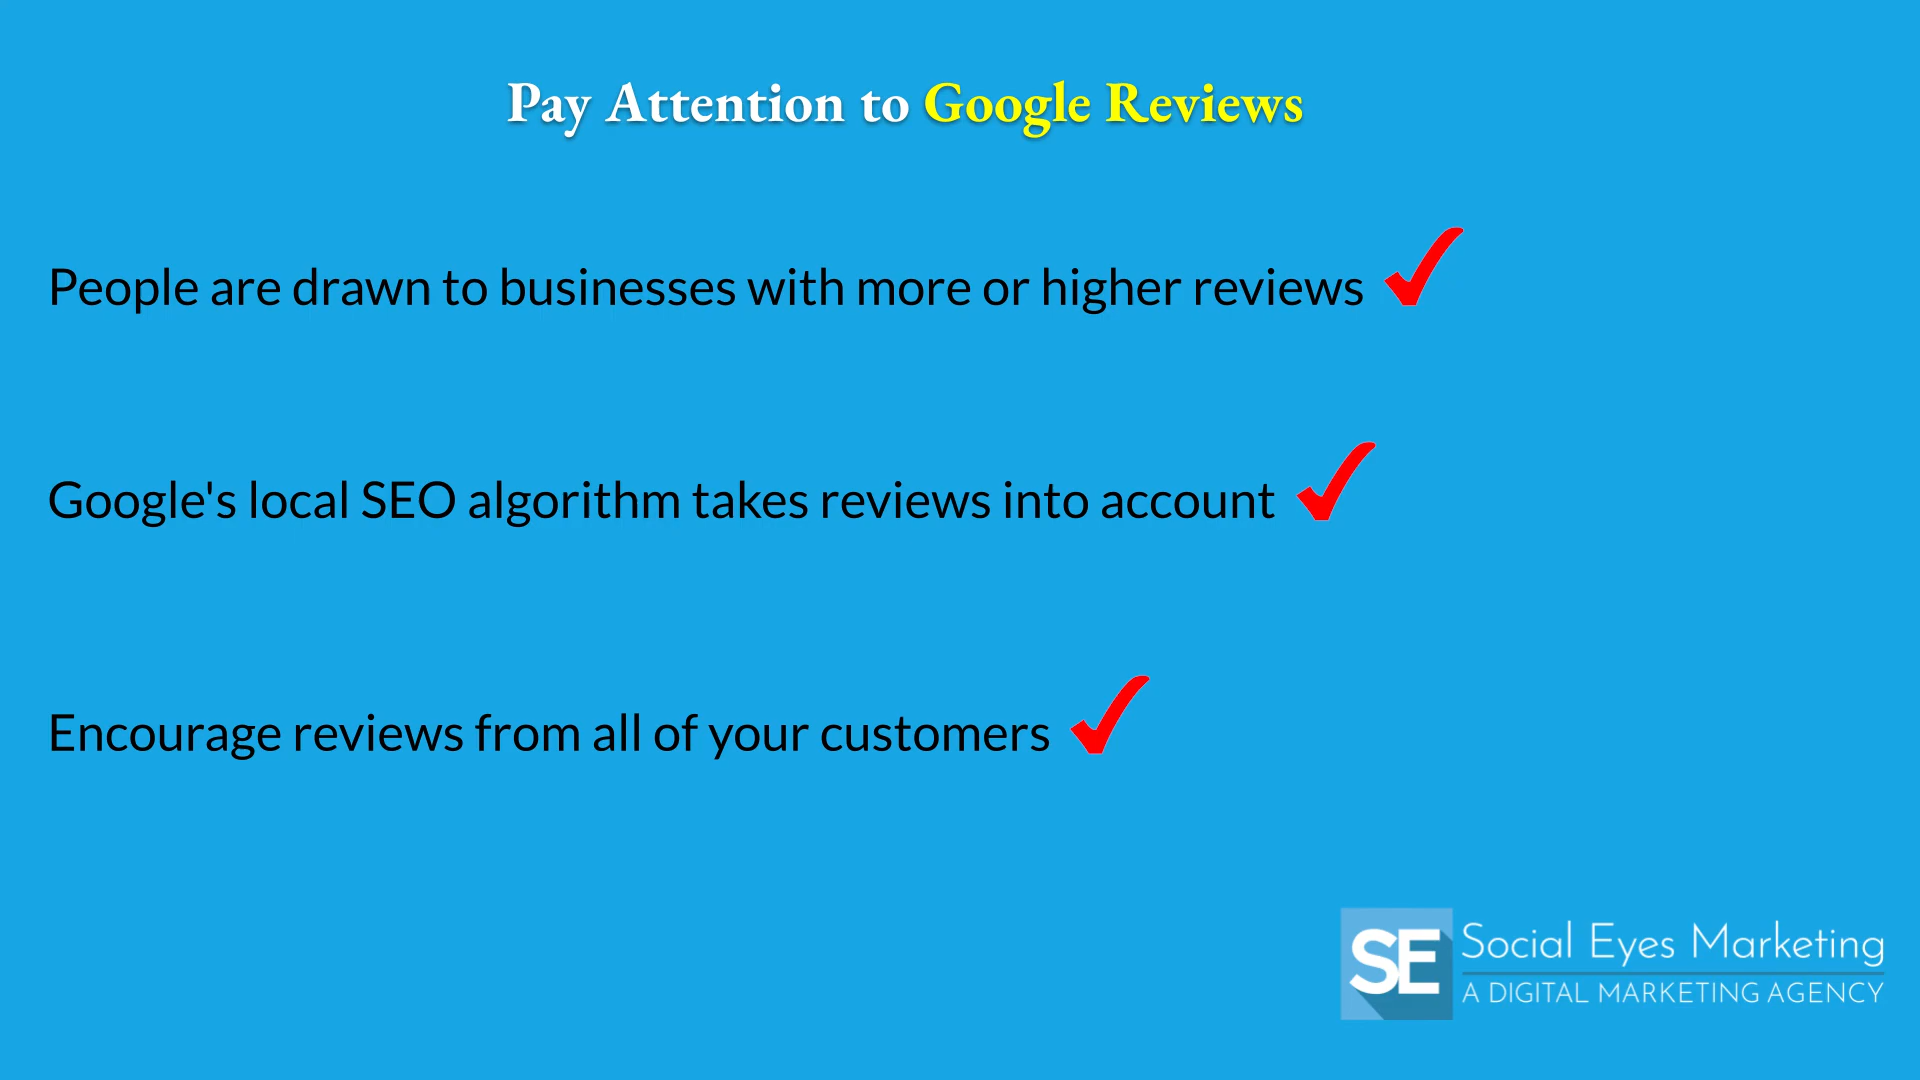 Pay Attention to Google Reviews
People are drawn to businesses with more or higher reviews
Google's local SEO algorithm takes reviews into account
Encourage reviews from all of your customers
SE
Social Eyes Marketing
A DIGITAL MARKETING AGENCY